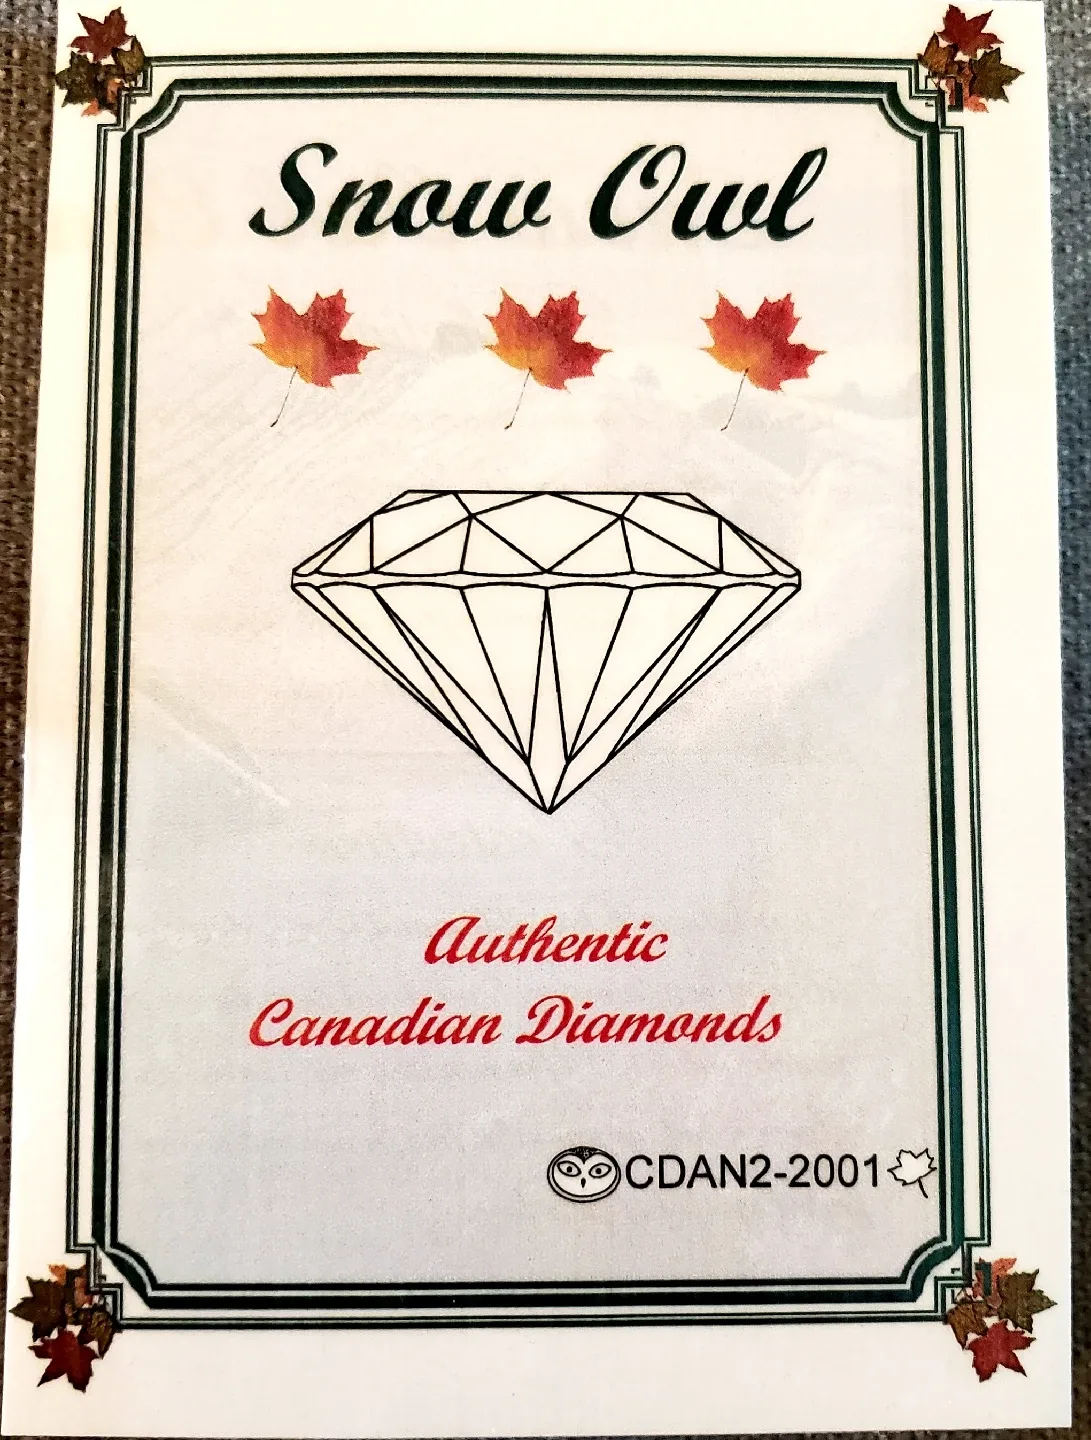 Snow Owl
Authentic
Canadian Diamonds
CDAN2-2001